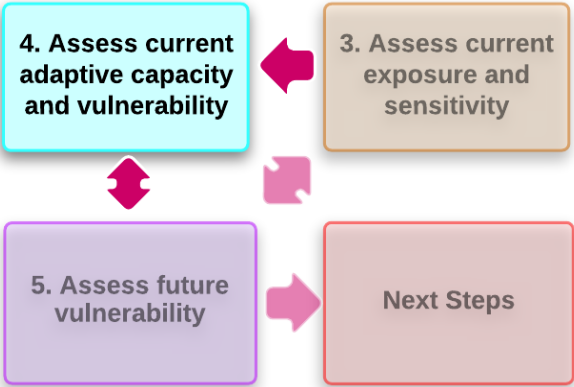 4. Assess current
adaptive capacity
and vulnerability
3. Assess current
exposure and
sensitivity
5. Assess future
vulnerability
Next Steps